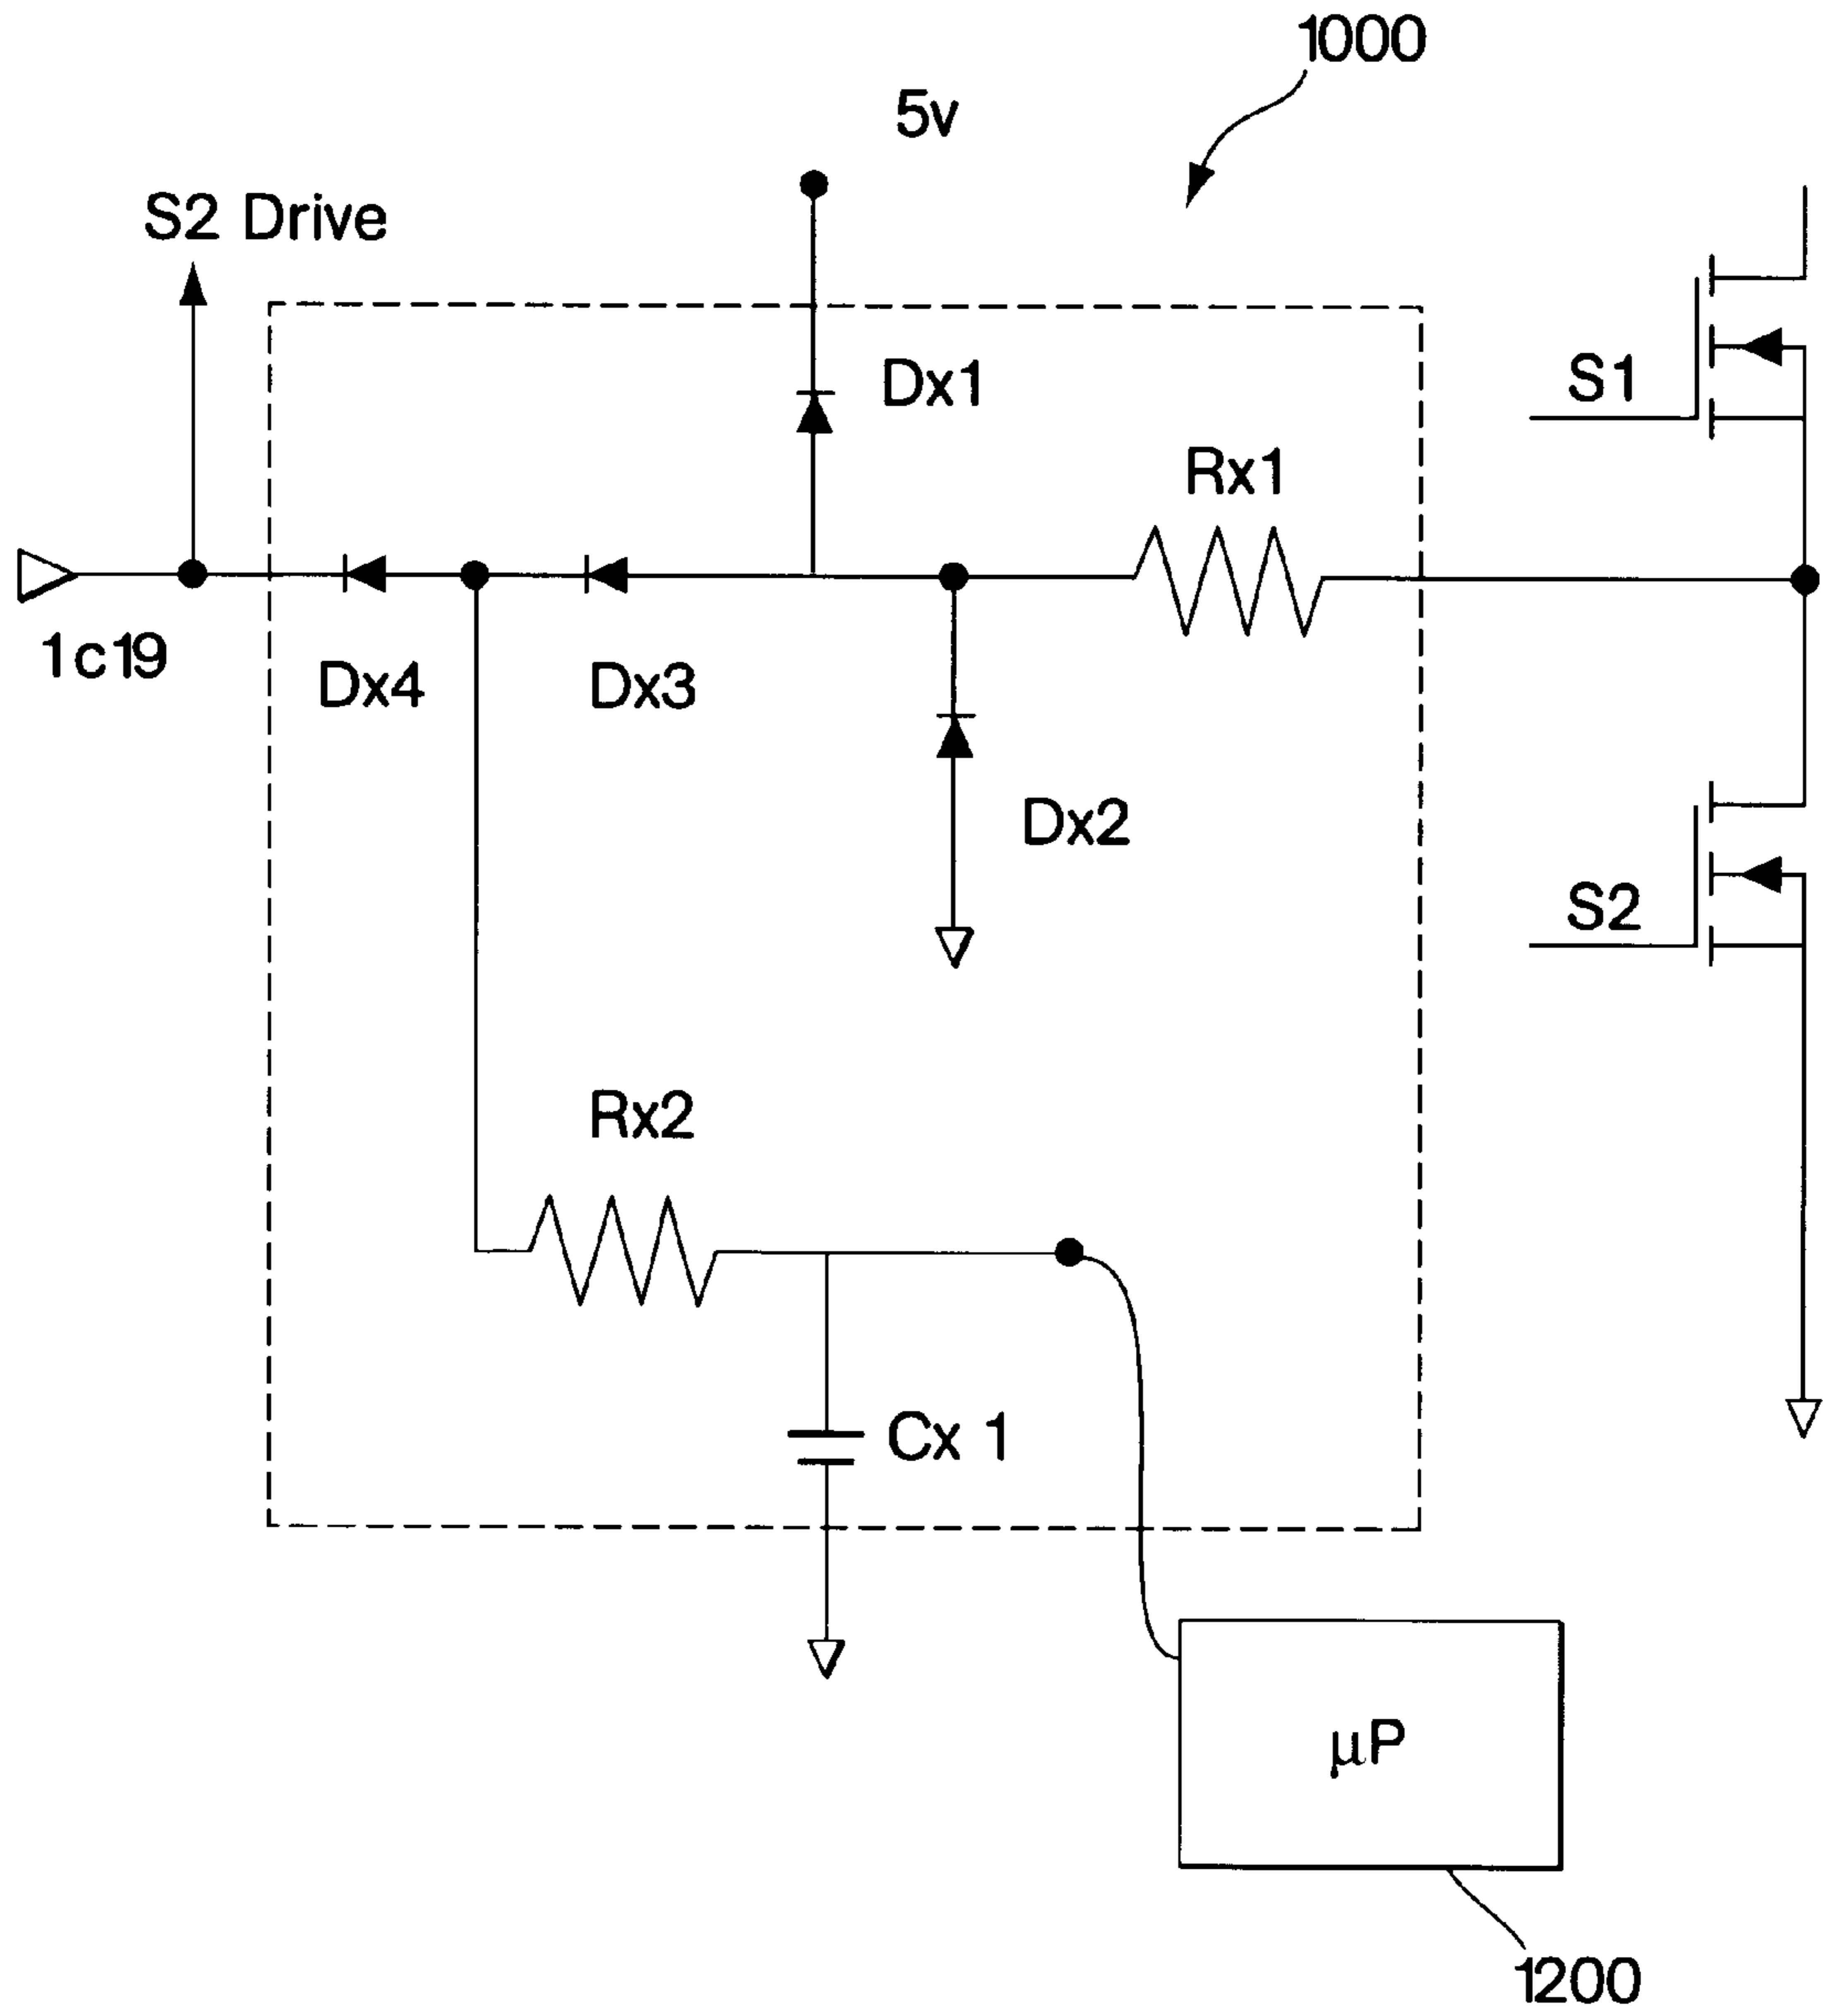 1000
5v
S2 Drive
Dx1
S1
Rx1
1c19
Dx4
Dx3
Dx2
S2
Rx2
Cx 1
µP
1200